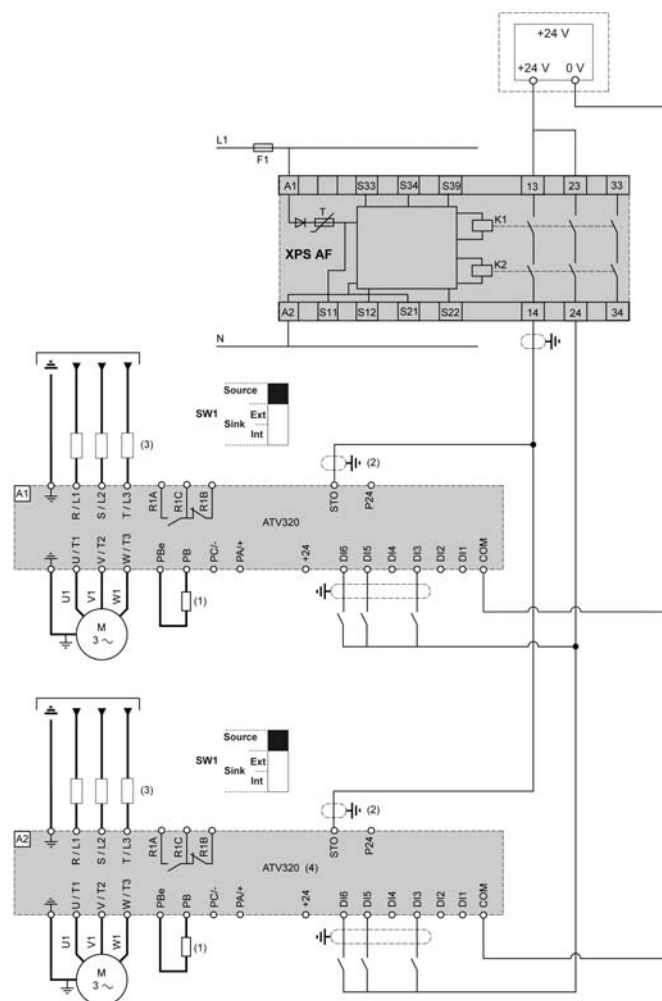 +24 V
+24 V 0 V
L1
F1
A1 S33 S34 S39 13 23 33
T
K1
XPS AF
K2
A2 S11 S12 S21 S22 14 24 34
N
Source
SW1 Sink Ext
Int
(3)
(2)
A1
R / L1 S / L2 T / L3 R1A R1C R1B STO P24
ATV320
U / T1 V / T2 W / T3 PBe PB PC/- PA/+ +24 DI6 DI5 DI4 DI3 DI2 DI1 COM
U1 V1 W1
(1)
M
3 ~
Source
SW1 Sink Ext
Int
(3)
(2)
A2
R / L1 S / L2 T / L3 R1A R1C R1B STO P24
ATV320 (4)
U / T1 V / T2 W / T3 PBe PB PC/- PA/+ +24 DI6 DI5 DI4 DI3 DI2 DI1 COM
U1 V1 W1
(1)
M
3 ~